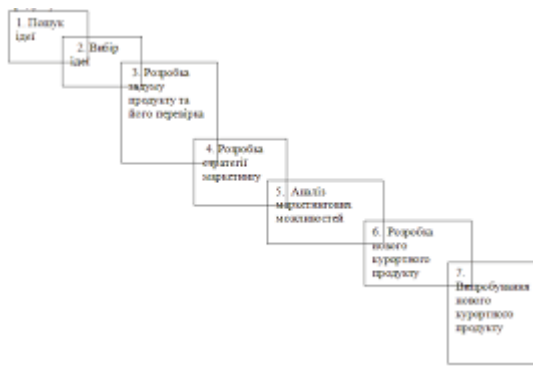 1. Пошук
ідеї
2. Вибір
ідеї
3. Розробка
задуму
продукту та
його перевірка
4. Розробка
стратегії
маркетингу
5. Аналіз
маркетингових
можливостей
6. Розробка
нового
курортного
продукту
7.
Випробування
нового
курортного
продукту